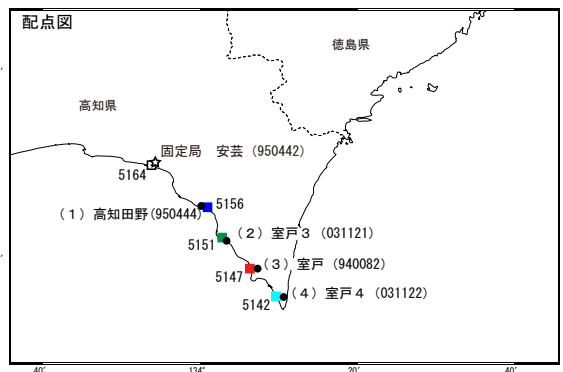 配点図
徳島県
高知県
固定局　安芸（950442）
5164
5156
（１）高知田野(950444)
（２）室戸３（031121）
5151
（３）室戸（940082）
5147
（４）室戸４（031122）
5142
40′
134°
20′
40′